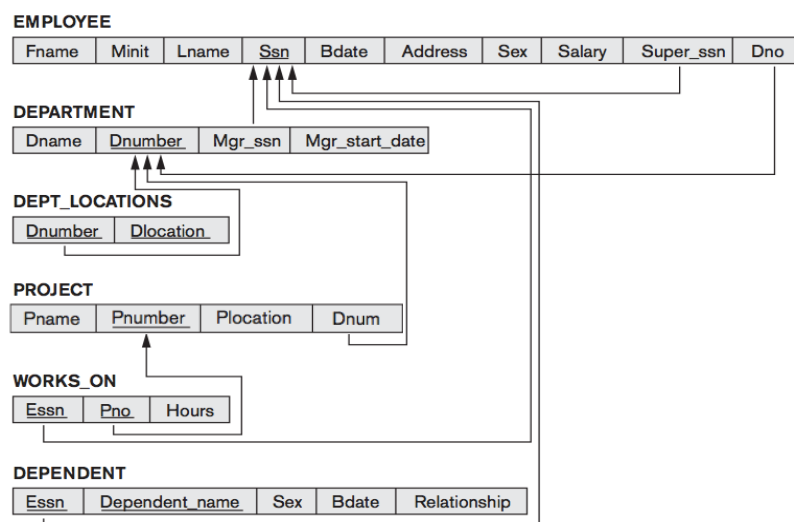 EMPLOYEE
Fname Minit Lname Ssn Bdate Address Sex Salary Super_ssn Dno
DEPARTMENT
Dname Dnumber Mgr_ssn Mgr_start_date
DEPT_LOCATIONS
Dnumber Dlocation
PROJECT
Pname Pnumber Plocation Dnum
WORKS_ON
Essn Pno Hours
DEPENDENT
Essn Dependent_name Sex Bdate Relationship